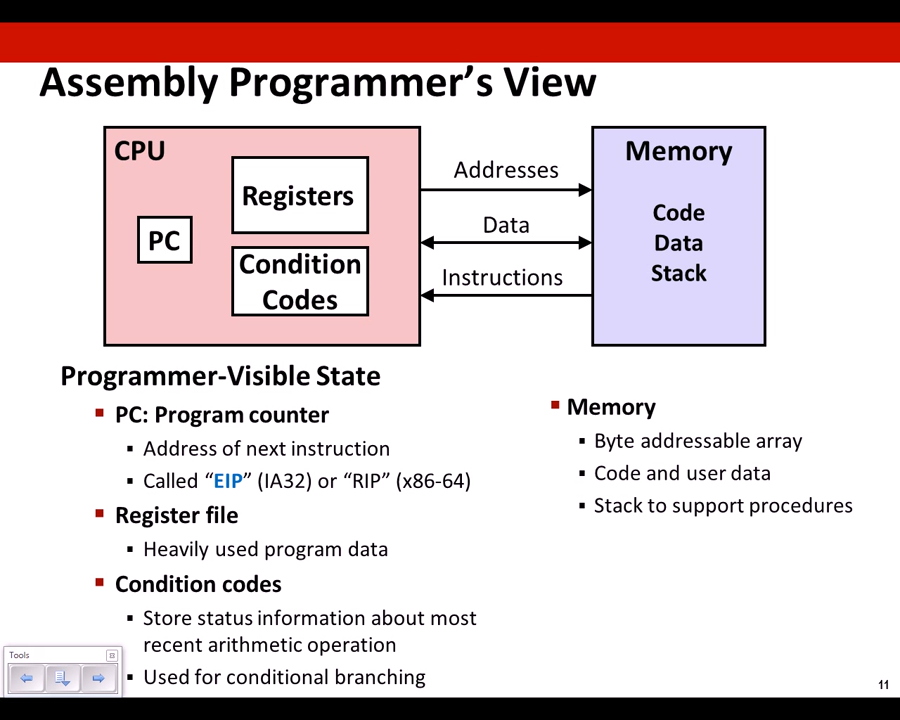 Assembly Programmer’s View
CPU
Registers
PC
Condition
Codes
Addresses
Data
Instructions
Memory
Code
Data
Stack
Programmer-Visible State
PC: Program counter
Address of next instruction
Called “EIP” (IA32) or “RIP” (x86-64)
Register file
Heavily used program data
Condition codes
Store status information about most
recent arithmetic operation
Used for conditional branching
Memory
Byte addressable array
Code and user data
Stack to support procedures
Tools
11